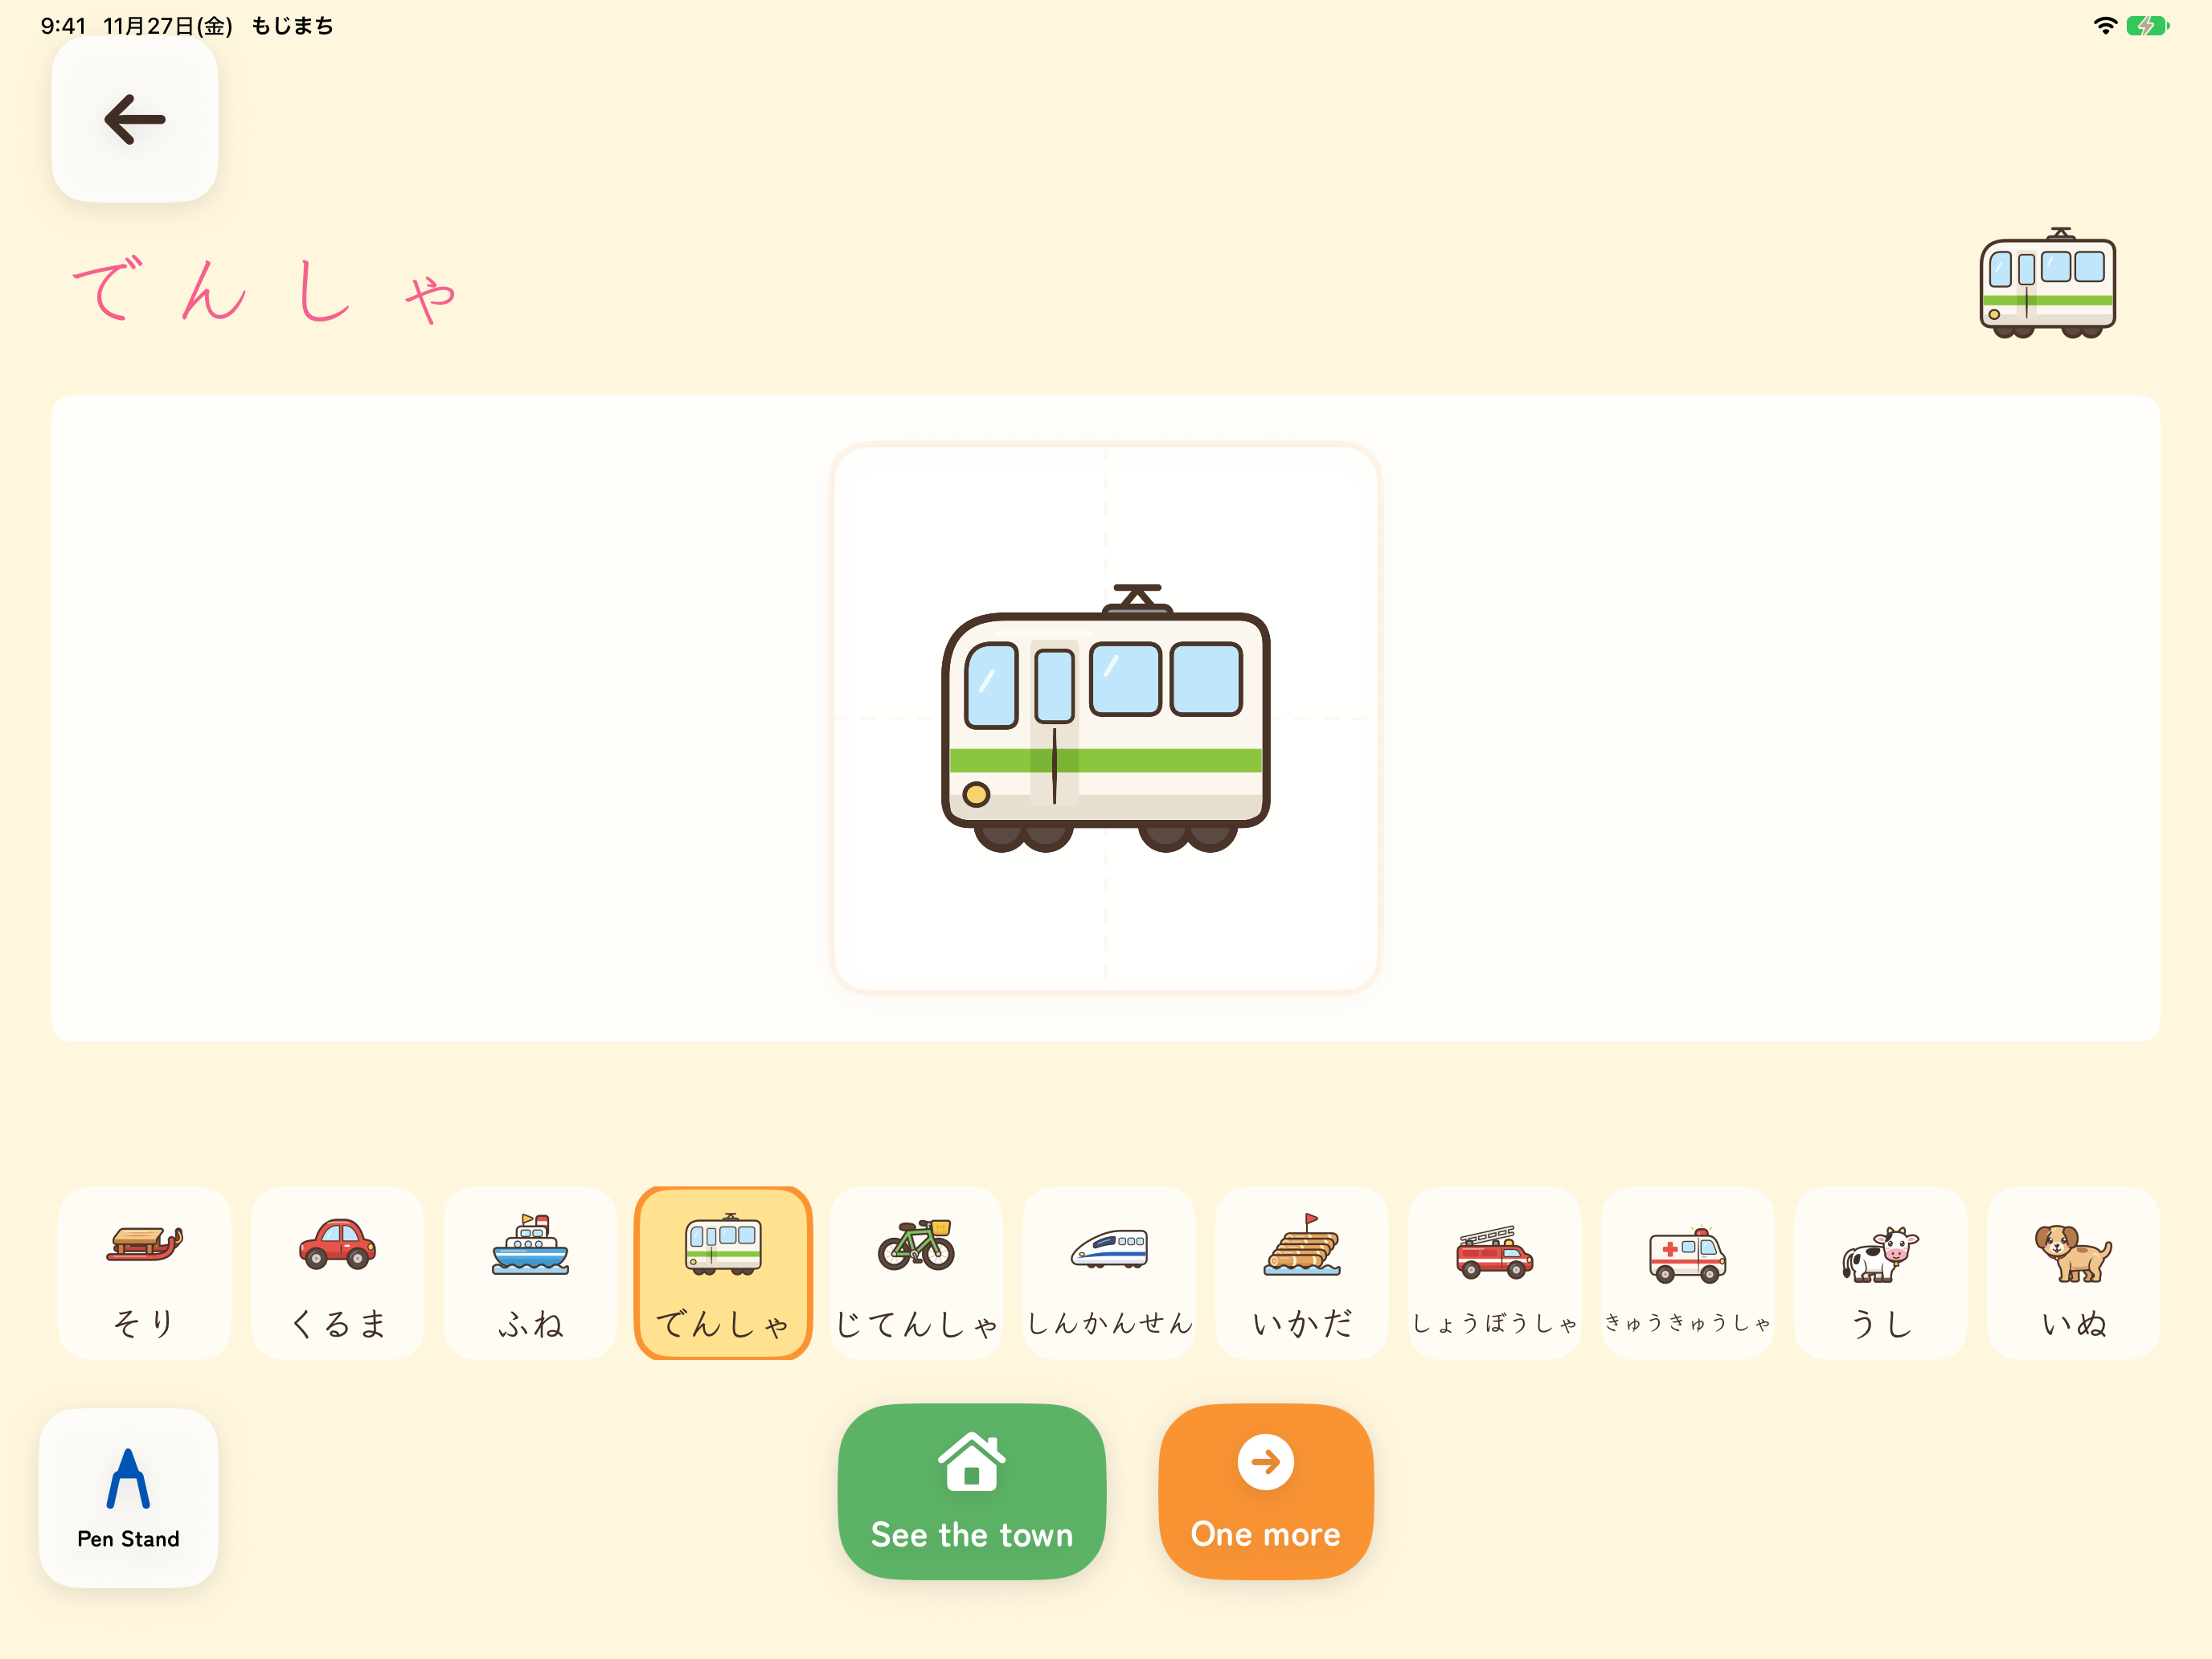 9:41 11月27日(金) もじまち
でんしゃ
そり
くるま
ふね
でんしゃ
じてんしゃ
しんかんせん
いかだ
しょうぼうしゃ
きゅうきゅうしゃ
うし
いぬ
Pen Stand
See the town
One more